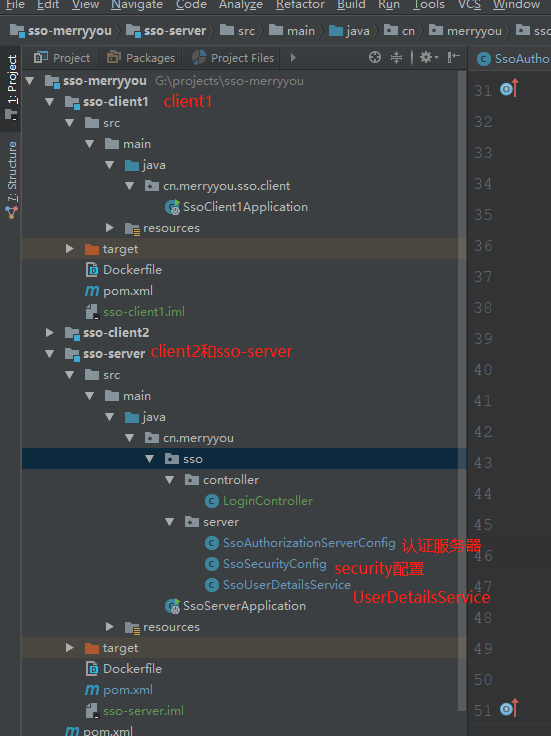 File Edit View Navigate Code Analyze Refactor Build Run Tools VCS Window
sso-merryyou sso-server src main java cn merryyou sso
1: Project
7: Structure
Project Packages Project Files
SsoAutho
sso-merryyou G:\projects\sso-merryyou
31
sso-client1 client1
src
32
main
33
java
cn.merryyou.sso.client
34
SsoClient1Application
35
resources
target
36
Dockerfile
37
pom.xml
sso-client1.iml
38
sso-client2
39
sso-server client2和sso-server
src
40
main
41
java
cn.merryyou
42
sso
43
controller
44
LoginController
server
45
SsoAuthorizationServerConfig 认证服务器
46
SsoSecurityConfig security配置
SsoUserDetailsService
47
UserDetailsService
SsoServerApplication
48
resources
target
49
Dockerfile
50
pom.xml
sso-server.iml
51
pom.xml